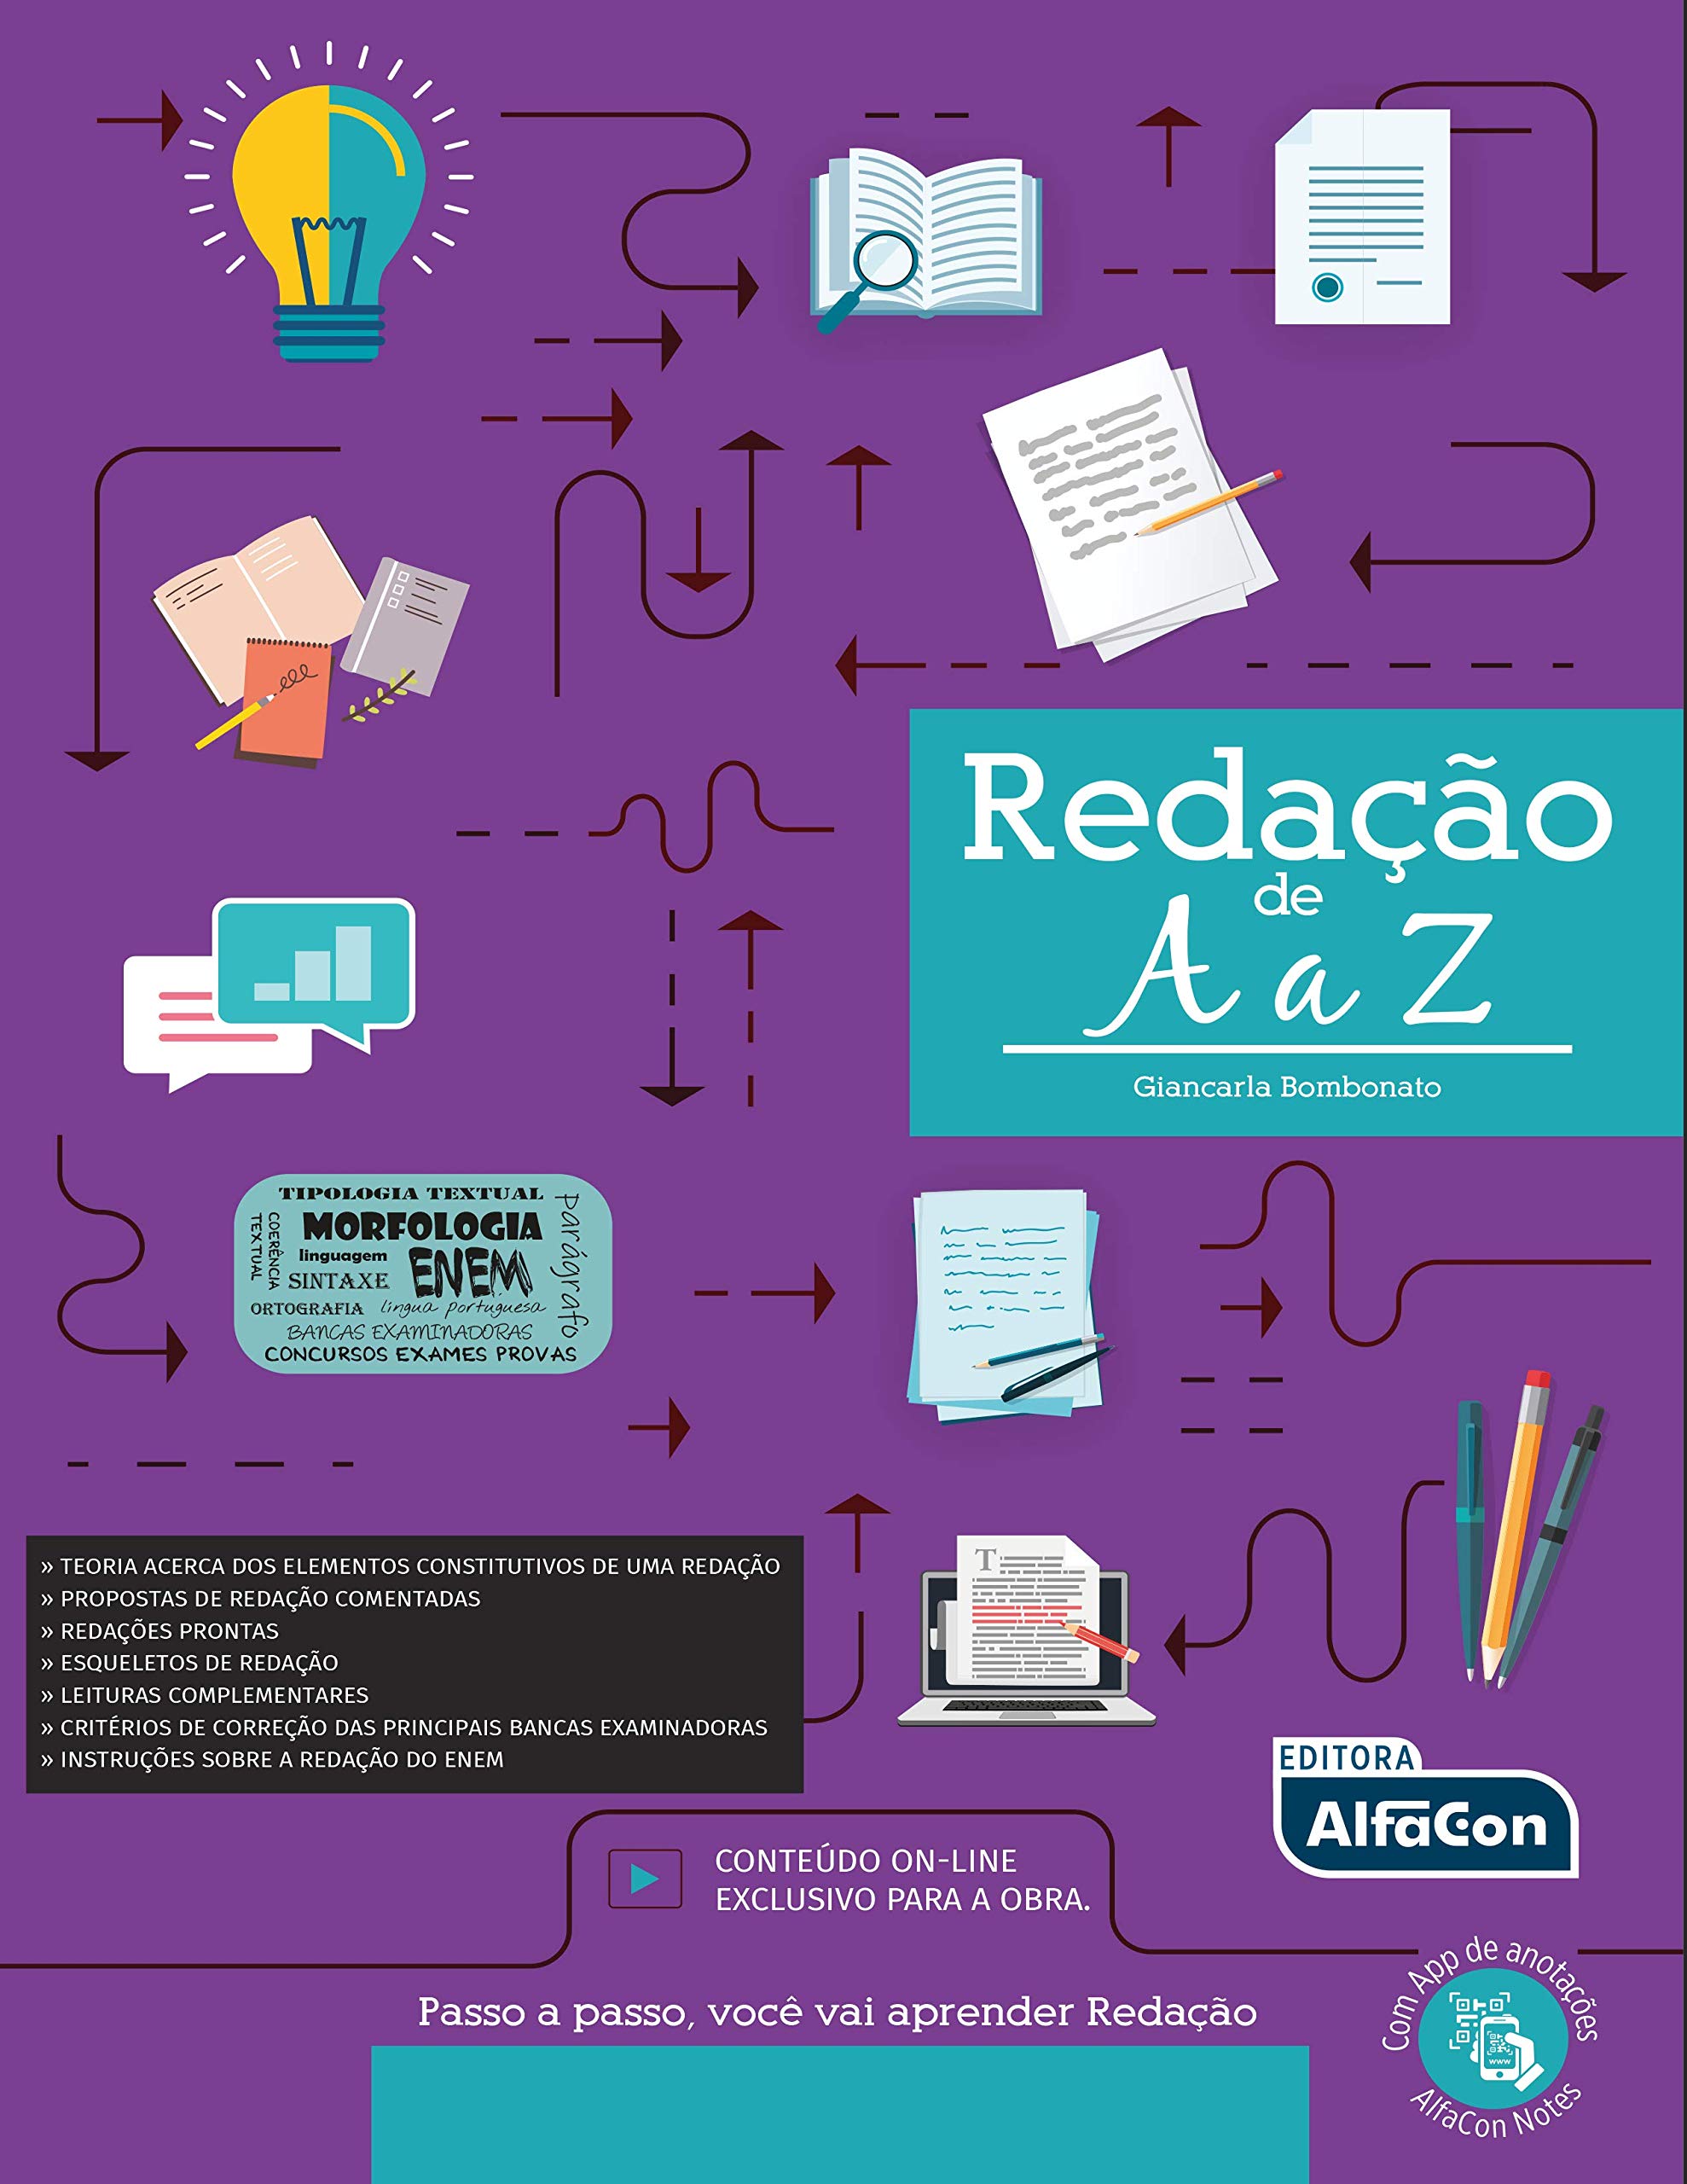 Redação
de
A a Z
Giancarla Bombonato
TIPOLOGIA TEXTUAL
parágrafo
COERÊNCIA
TEXTUAL
MORFOLOGIA
linguagem
ENEM
SINTAXE
ORTOGRAFIA
língua portuguesa
BANCAS EXAMINADORAS
CONCURSOS EXAMES PROVAS
T
» TEORIA ACERCA DOS ELEMENTOS CONSTITUTIVOS DE UMA REDAÇÃO
» PROPOSTAS DE REDAÇÃO COMENTADAS
» REDAÇÕES PRONTAS
» ESQUELETOS DE REDAÇÃO
» LEITURAS COMPLEMENTARES
» CRITÉRIOS DE CORREÇÃO DAS PRINCIPAIS BANCAS EXAMINADORAS
» INSTRUÇÕES SOBRE A REDAÇÃO DO ENEM
EDITORA
AlfaCon
CONTEÚDO ON-LINE
EXCLUSIVO PARA A OBRA.
Passo a passo, você vai aprender Redação
Com App de anotações
www
AlfaCon Notes